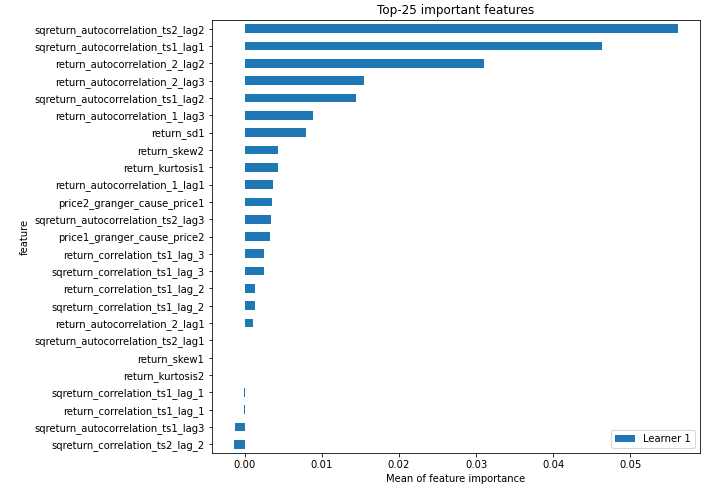 Top-25 important features
sqreturn_autocorrelation_ts2_lag2
sqreturn_autocorrelation_ts1_lag1
return_autocorrelation_2_lag2
return_autocorrelation_2_lag3
sqreturn_autocorrelation_ts1_lag2
return_autocorrelation_1_lag3
return_sd1
return_skew2
return_kurtosis1
return_autocorrelation_1_lag1
price2_granger_cause_price1
sqreturn_autocorrelation_ts2_lag3
price1_granger_cause_price2
return_correlation_ts1_lag_3
sqreturn_correlation_ts1_lag_3
return_correlation_ts1_lag_2
sqreturn_correlation_ts1_lag_2
return_autocorrelation_2_lag1
sqreturn_autocorrelation_ts2_lag1
return_skew1
return_kurtosis2
sqreturn_correlation_ts1_lag_1
return_correlation_ts1_lag_1
sqreturn_autocorrelation_ts1_lag3
sqreturn_correlation_ts2_lag_2
feature
Learner 1
0.00 0.01 0.02 0.03 0.04 0.05
Mean of feature importance